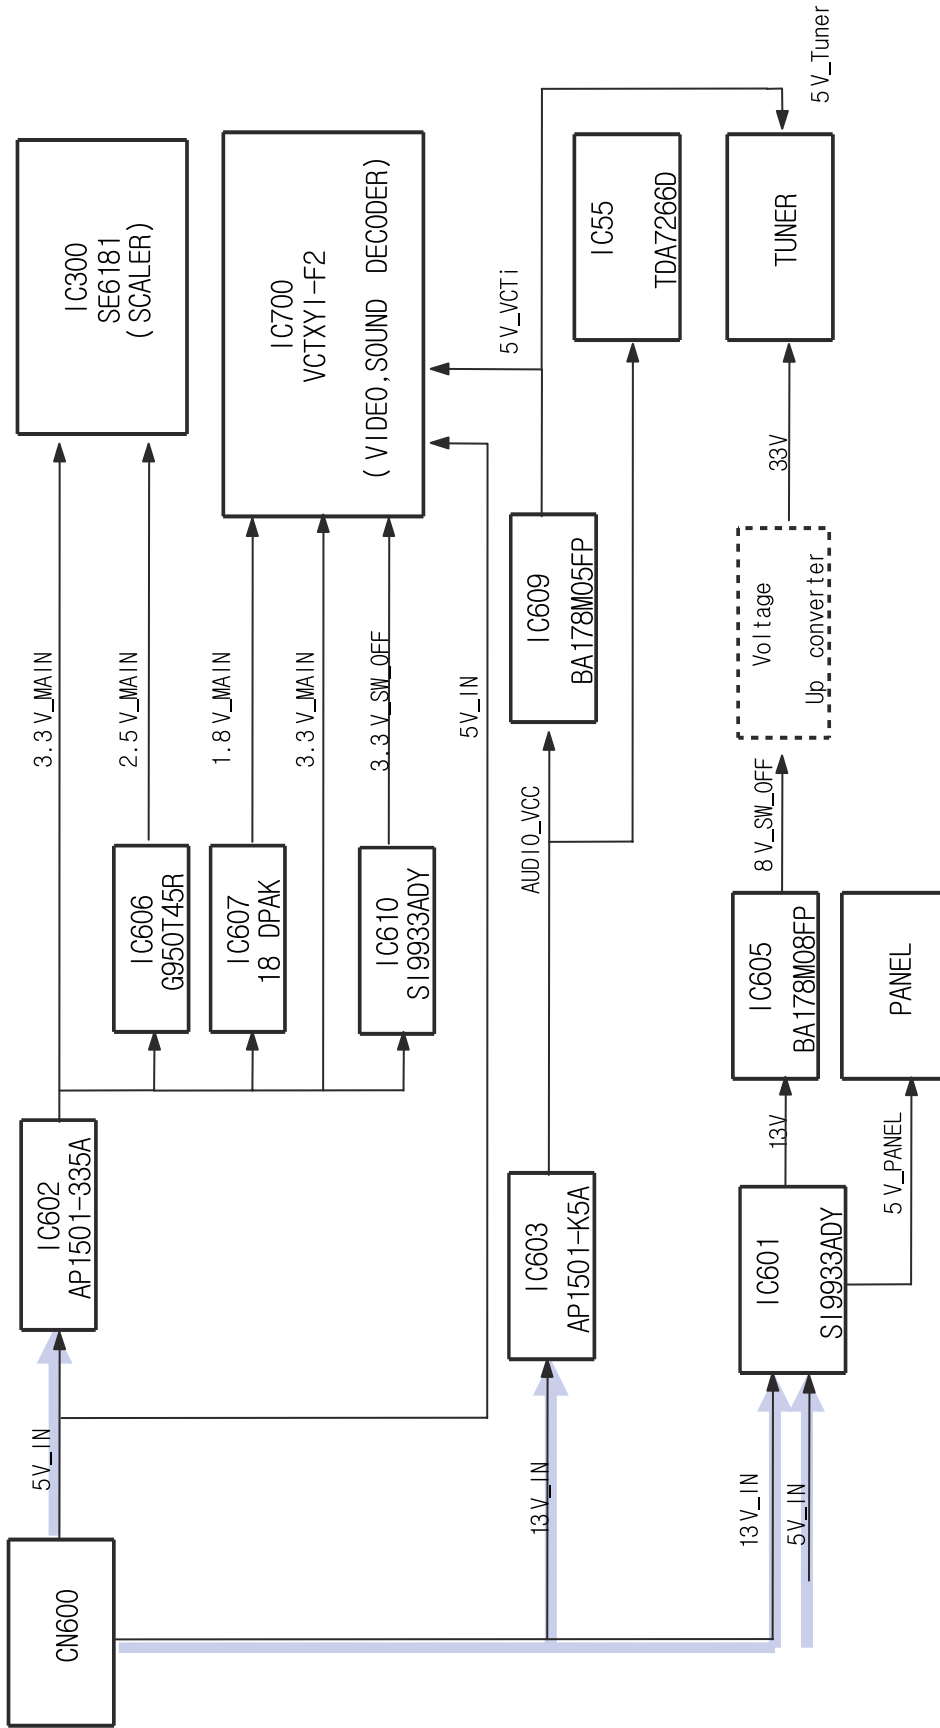 CN600
5V_IN
13V_IN
13V_IN
5V_IN
IC602
AP1501-335A
IC603
AP1501-K5A
IC601
SI9933ADY
13V
5V_PANEL
IC606
G950T45R
IC607
18 DPAK
IC610
SI9933ADY
IC605
BA178M08FP
PANEL
3.3V_MAIN
2.5V_MAIN
1.8V_MAIN
3.3V_MAIN
3.3V_SW_OFF
5V_IN
AUDIO_VCC
8V_SW_OFF
IC609
BA178M05FP
Voltage
Up converter
33V
5V_VCTi
IC300
SE6181
(SCALER)
IC700
VCTXYI-F2
(VIDEO,SOUND DECODER)
IC55
TDA7266D
TUNER
5V_Tuner